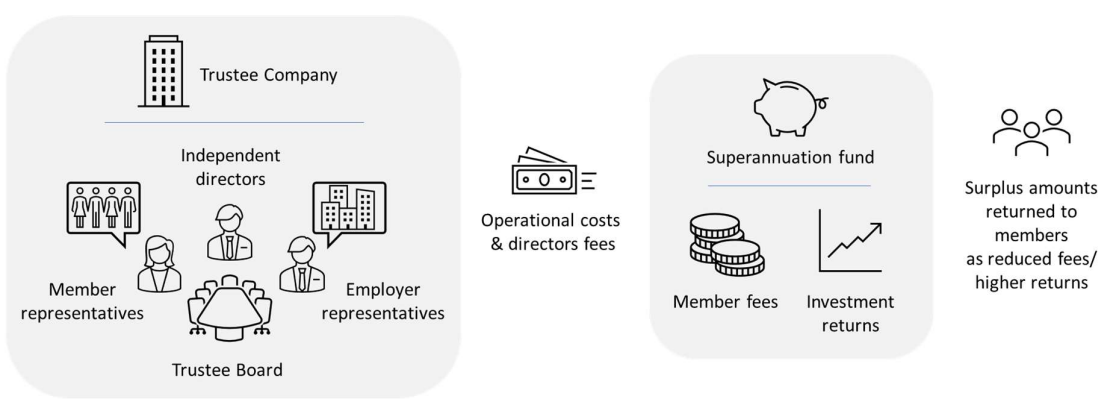 Trustee Company
Independent
directors
Member
representatives
Employer
representatives
Trustee Board
Operational costs
& directors fees
Superannuation fund
Member fees
Investment
returns
Surplus amounts
returned to
members
as reduced fees/
higher returns